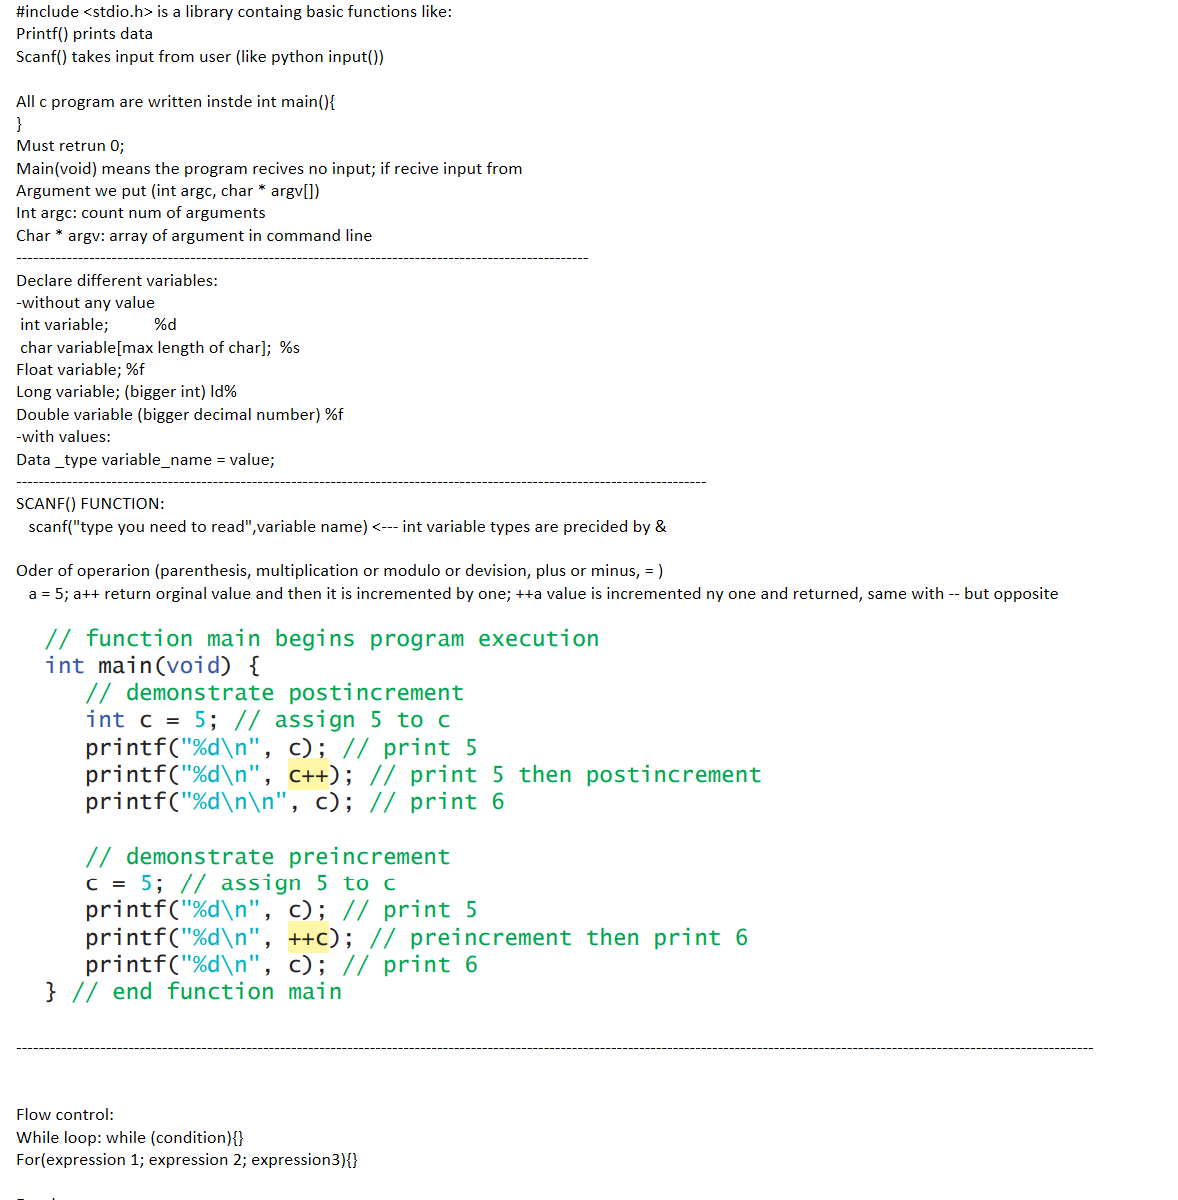 #include <stdio.h> is a library containg basic functions like:
Printf() prints data
Scanf() takes input from user (like python input())
All c program are written instde int main(){
}
Must retrun 0;
Main(void) means the program recives no input; if recive input from
Argument we put (int argc, char * argv[])
Int argc: count num of arguments
Char * argv: array of argument in command line
--------------------------------------------------------------------------------------------------------
Declare different variables:
-without any value
int variable; %d
char variable[max length of char]; %s
Float variable; %f
Long variable; (bigger int) ld%
Double variable (bigger decimal number) %f
-with values:
Data _type variable_name = value;
-----------------------------------------------------------------------------------------------------------------------------
SCANF() FUNCTION:
scanf("type you need to read",variable name) <--- int variable types are precided by &
Oder of operarion (parenthesis, multiplication or modulo or devision, plus or minus, = )
a = 5; a++ return orginal value and then it is incremented by one; ++a value is incremented ny one and returned, same with -- but opposite
// function main begins program execution
int main(void) {
// demonstrate postincrement
int c = 5; // assign 5 to c
printf("%d\n", c); // print 5
printf("%d\n", c++); // print 5 then postincrement
printf("%d\n\n", c); // print 6
// demonstrate preincrement
c = 5; // assign 5 to c
printf("%d\n", c); // print 5
printf("%d\n", ++c); // preincrement then print 6
printf("%d\n", c); // print 6
} // end function main
----------------------------------------------------------------------------------------------------------------------------------------------------------------------------------------------------
Flow control:
While loop: while (condition){}
For(expression 1; expression 2; expression3){}